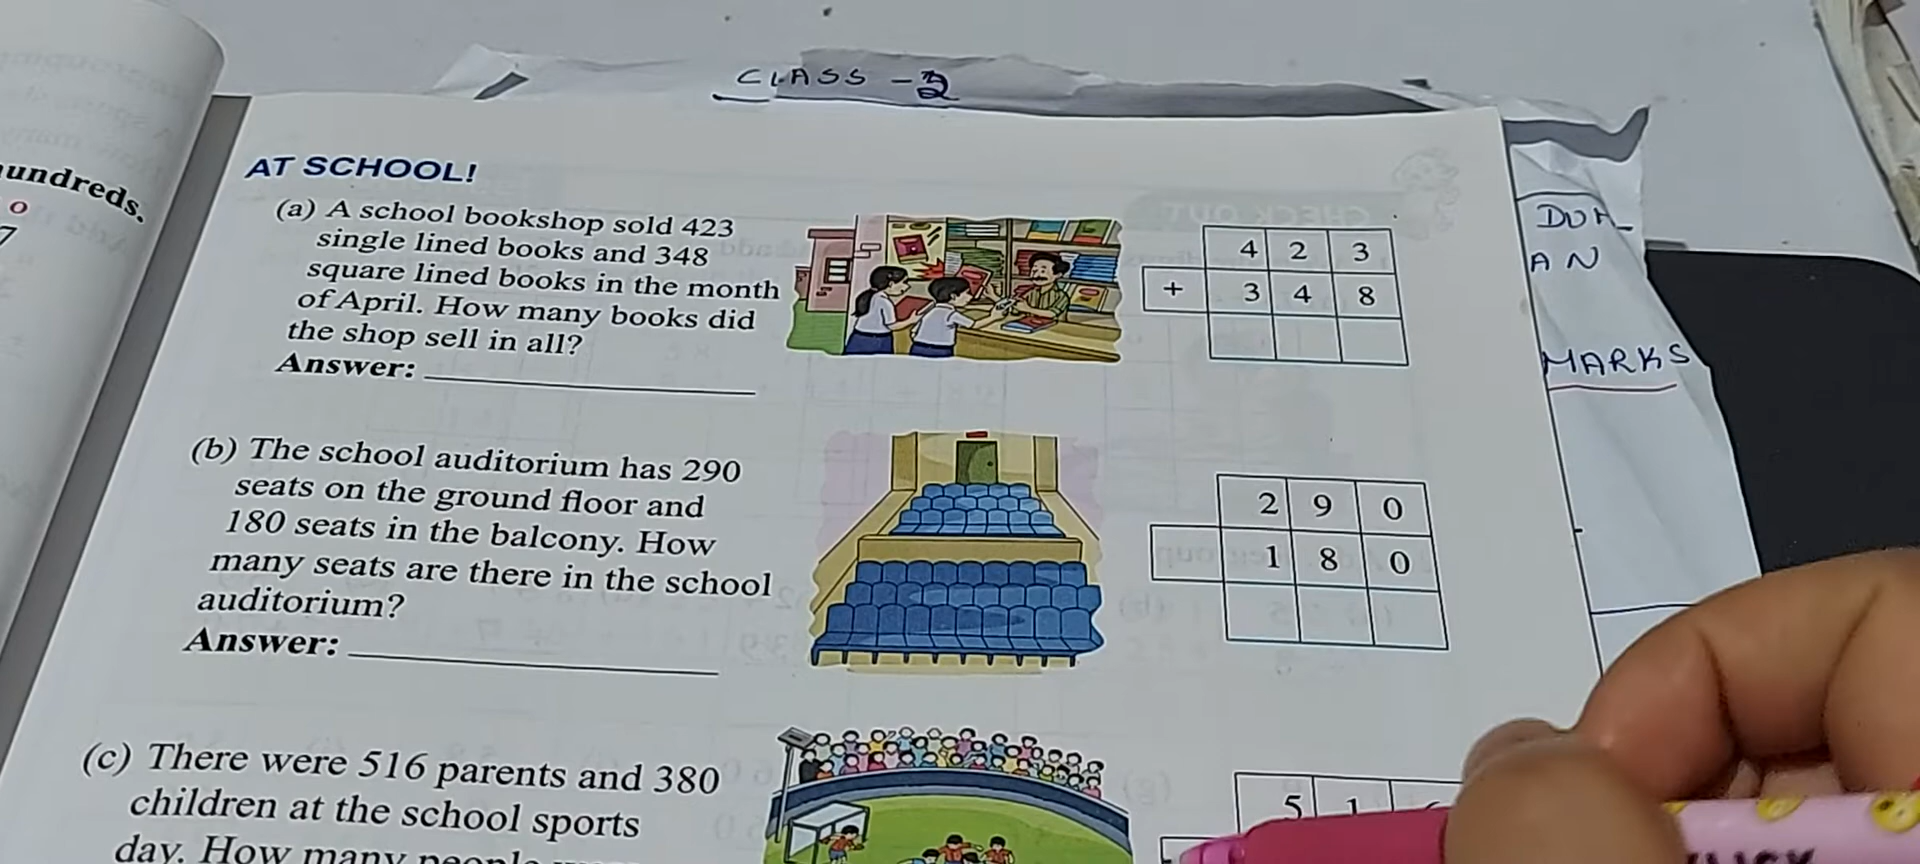 CLASS - 2
undreds.
o
7
AT SCHOOL!
(a) A school bookshop sold 423
single lined books and 348
square lined books in the month
of April. How many books did
the shop sell in all?
Answer:
4 2 3
+ 3 4 8
(b) The school auditorium has 290
seats on the ground floor and
180 seats in the balcony. How
many seats are there in the school
auditorium?
Answer:
2 9 0
1 8 0
(c) There were 516 parents and 380
children at the school sports
day. How many
5 1
AN
MARKS